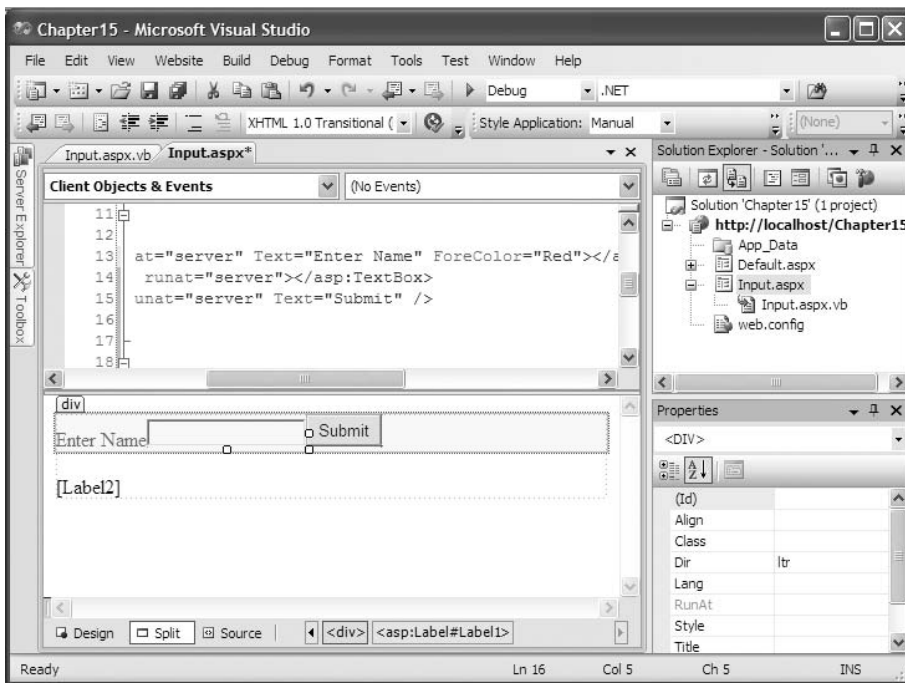 Chapter15 - Microsoft Visual Studio
File Edit View Website Build Debug Format Tools Test Window Help
Debug .NET
XHTML 1.0 Transitional ( Style Application: Manual (None)
Server Explorer
Toolbox
Input.aspx.vb Input.aspx*
Client Objects & Events (No Events)
11
12
13 at="server" Text="Enter Name" ForeColor="Red"></a
14 runat="server"></asp:TextBox>
15 unat="server" Text="Submit" />
16
17
18
div
Enter Name Submit
[Label2]
Design Split Source <div> <asp:Label#Label1>
Solution Explorer - Solution '...
Solution 'Chapter15' (1 project)
http://localhost/Chapter15
App_Data
Default.aspx
Input.aspx
Input.aspx.vb
web.config
Properties
<DIV>
(Id)
Align
Class
Dir ltr
Lang
RunAt
Style
Title
Ready Ln 16 Col 5 Ch 5 INS